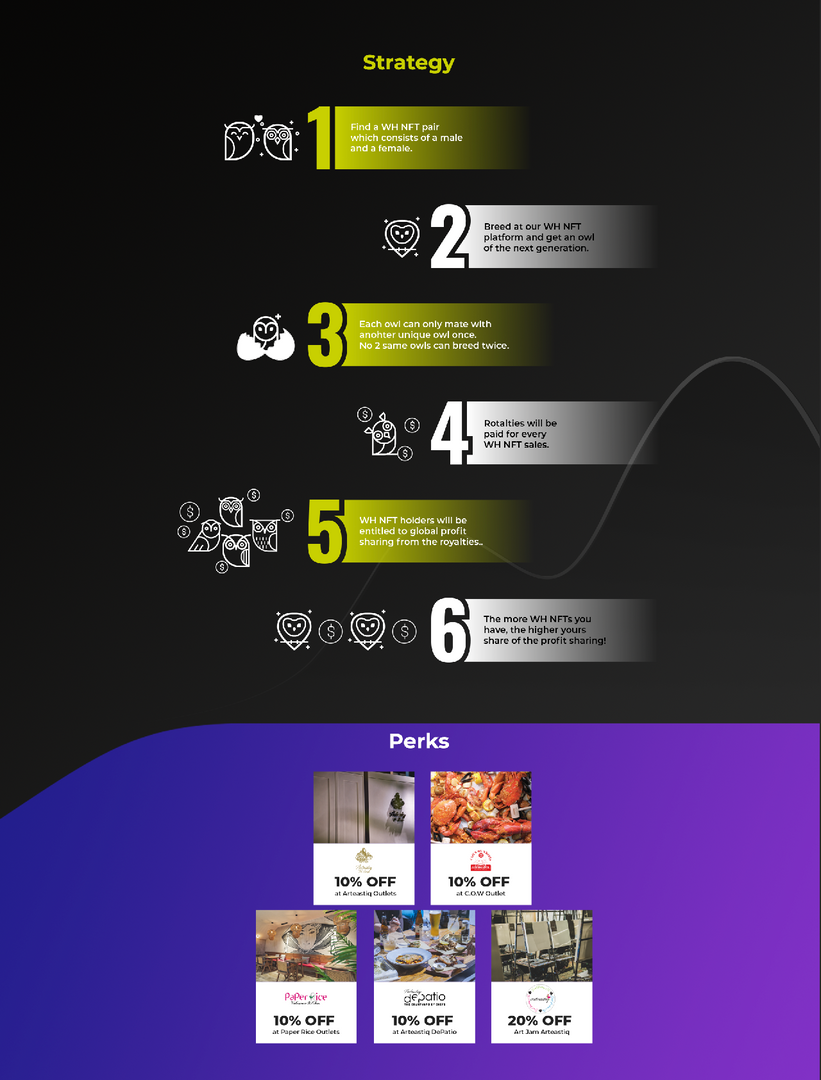 Strategy
1
Find a WH NFT pair
which consists of a male
and a female.
2
Breed at our WH NFT
platform and get an owl
of the next generation.
3
Each owl can only mate with
anohter unique owl once.
No 2 same owls can breed twice.
4
Rotalties will be
paid for every
WH NFT sales.
5
WH NFT holders will be
entitled to global profit
sharing from the royalties..
6
The more WH NFTs you
have, the higher yours
share of the profit sharing!
Perks
10% OFF
at Arteastiq Outlets
10% OFF
at C.O.W Outlet
PaPer rice
10% OFF
at Paper Rice Outlets
depatio
10% OFF
at Arteastiq DePatio
20% OFF
Art Jam Arteastiq